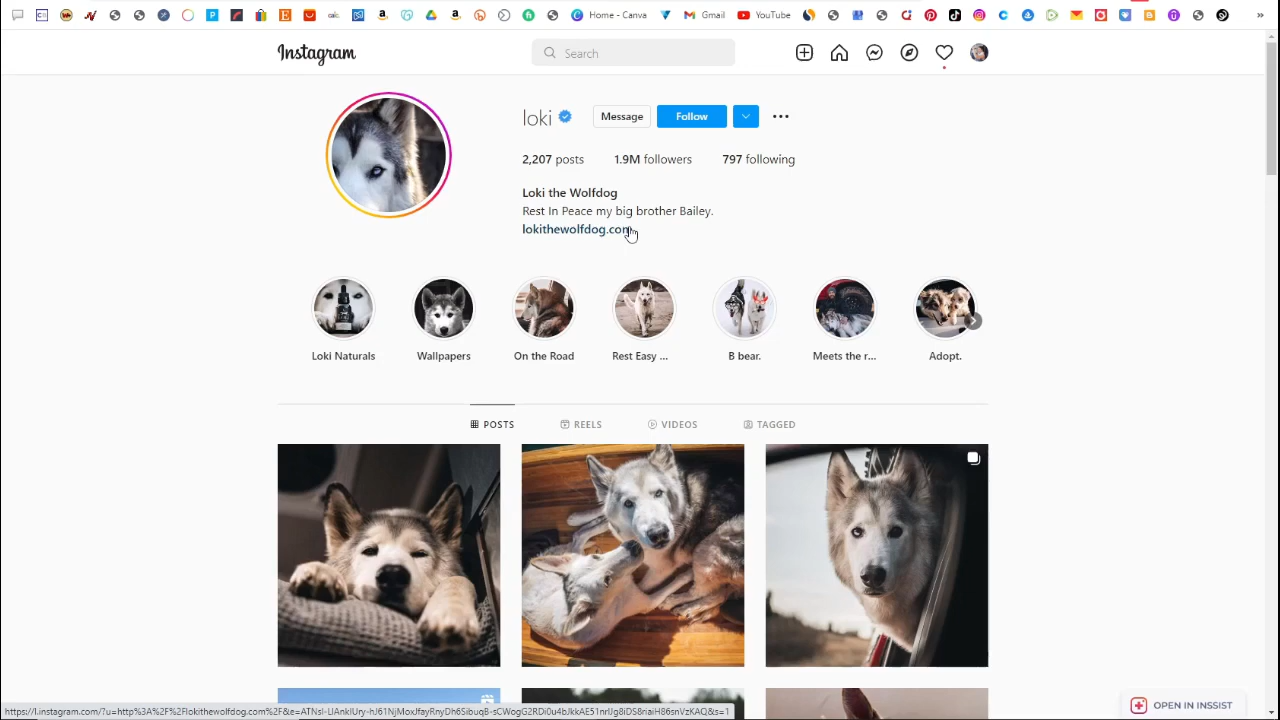 calc.
Home - Canva
Gmail
YouTube
»
Instagram
Search
loki
Message
Follow
2,207 posts 1.9M followers 797 following
Loki the Wolfdog
Rest In Peace my big brother Bailey.
lokithewolfdog.com
Loki Naturals Wallpapers On the Road Rest Easy ... B bear. Meets the r... Adopt.
POSTS REELS VIDEOS TAGGED
OPEN IN INSSIST